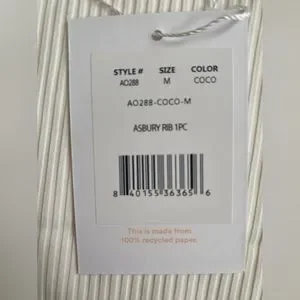 STYLE # SIZE COLOR
AO288 M COCO
AO288-COCO-M
ASBURY RIB 1PC
8 40155 36365 6
This is made from
100% recycled paper.